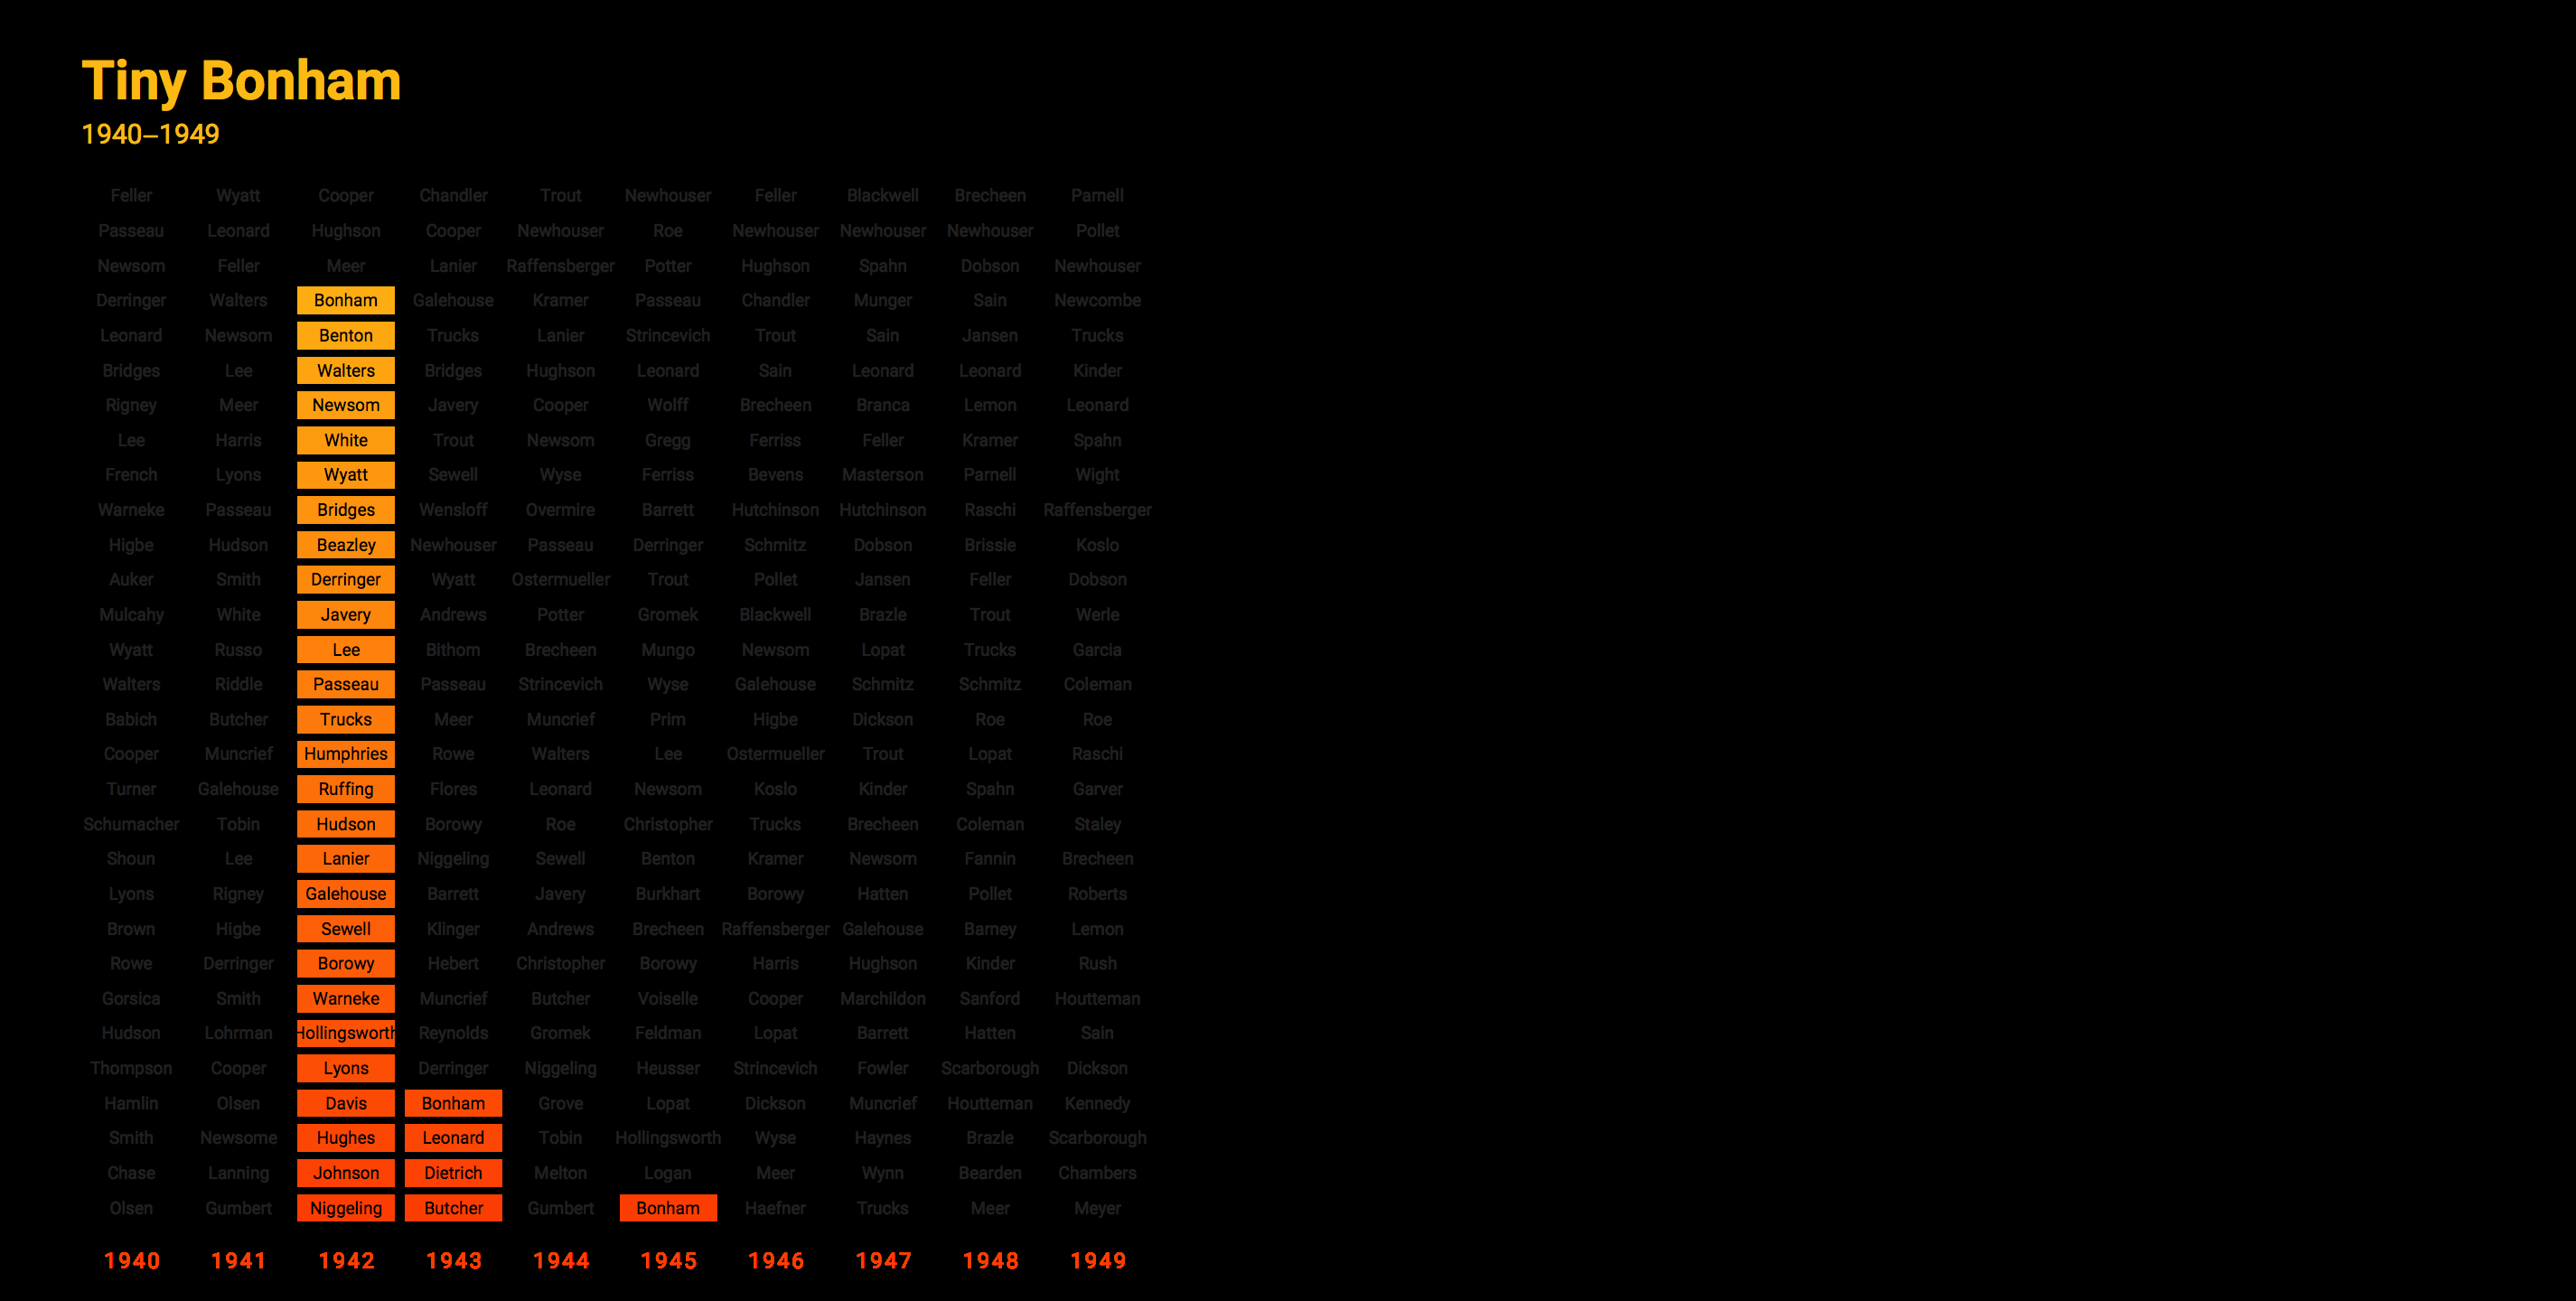 Tiny Bonham
1940–1949
Feller Wyatt Cooper Chandler Trout Newhouser Feller Blackwell Brecheen Parnell
Passeau Leonard Hughson Cooper Newhouser Roe Newhouser Newhouser Newhouser Pollet
Newsom Feller Meer Lanier Raffensberger Potter Hughson Spahn Dobson Newhouser
Derringer Walters Bonham Galehouse Kramer Passeau Chandler Munger Sain Newcombe
Leonard Newsom Benton Trucks Lanier Strincevich Trout Sain Jansen Trucks
Bridges Lee Walters Bridges Hughson Leonard Sain Leonard Leonard Kinder
Rigney Meer Newsom Javery Cooper Wolff Brecheen Branca Lemon Leonard
Lee Harris White Trout Newsom Gregg Ferriss Feller Kramer Spahn
French Lyons Wyatt Sewell Wyse Ferriss Bevens Masterson Parnell Wight
Warneke Passeau Bridges Wensloff Overmire Barrett Hutchinson Hutchinson Raschi Raffensberger
Higbe Hudson Beazley Newhouser Passeau Derringer Schmitz Dobson Brissie Koslo
Auker Smith Derringer Wyatt Ostermueller Trout Pollet Jansen Feller Dobson
Mulcahy White Javery Andrews Potter Gromek Blackwell Brazle Trout Werle
Wyatt Russo Lee Bithorn Brecheen Mungo Newsom Lopat Trucks Garcia
Walters Riddle Passeau Passeau Strincevich Wyse Galehouse Schmitz Schmitz Coleman
Babich Butcher Trucks Meer Muncrief Prim Higbe Dickson Roe Roe
Cooper Muncrief Humphries Rowe Walters Lee Ostermueller Trout Lopat Raschi
Turner Galehouse Ruffing Flores Leonard Newsom Koslo Kinder Spahn Garver
Schumacher Tobin Hudson Borowy Roe Christopher Trucks Brecheen Coleman Staley
Shoun Lee Lanier Niggeling Sewell Benton Kramer Newsom Fannin Brecheen
Lyons Rigney Galehouse Barrett Javery Burkhart Borowy Hatten Pollet Roberts
Brown Higbe Sewell Klinger Andrews Brecheen Raffensberger Galehouse Barney Lemon
Rowe Derringer Borowy Hebert Christopher Borowy Harris Hughson Kinder Rush
Gorsica Smith Warneke Muncrief Butcher Voiselle Cooper Marchildon Sanford Houtteman
Hudson Lohrman Hollingsworth Reynolds Gromek Feldman Lopat Barrett Hatten Sain
Thompson Cooper Lyons Derringer Niggeling Heusser Strincevich Fowler Scarborough Dickson
Hamlin Olsen Davis Bonham Grove Lopat Dickson Muncrief Houtteman Kennedy
Smith Newsome Hughes Leonard Tobin Hollingsworth Wyse Haynes Brazle Scarborough
Chase Lanning Johnson Dietrich Melton Logan Meer Wynn Bearden Chambers
Olsen Gumbert Niggeling Butcher Gumbert Bonham Haefner Trucks Meer Meyer
1940 1941 1942 1943 1944 1945 1946 1947 1948 1949